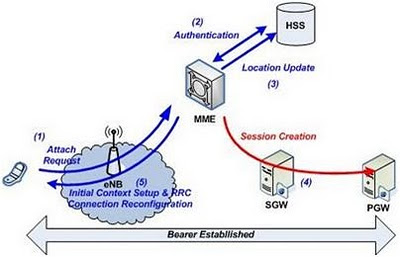 (2)
Authentication
HSS
Location Update
(3)
MME
(1)
Attach
Request
Session Creation
eNB
(5)
Initial Context Setup & RRC
Connection Reconfiguration
(4)
SGW
PGW
Bearer Establlished